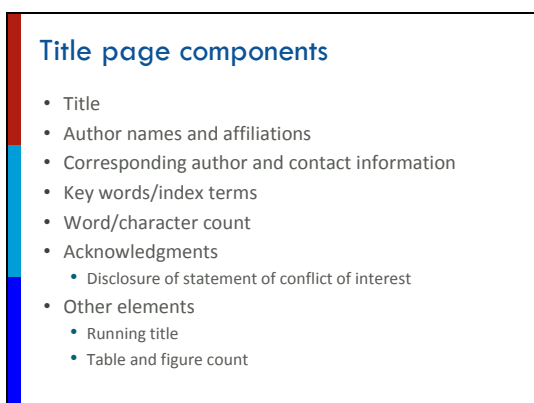 Title page components
• Title
• Author names and affiliations
• Corresponding author and contact information
• Key words/index terms
• Word/character count
• Acknowledgments
• Disclosure of statement of conflict of interest
• Other elements
• Running title
• Table and figure count